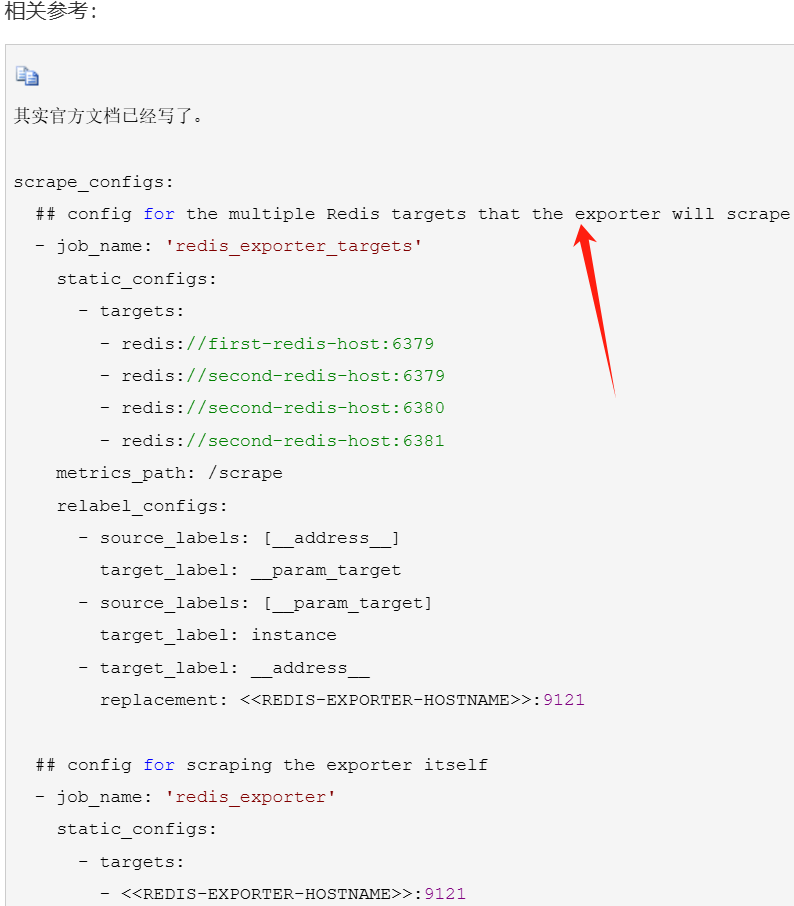 相关参考：
其实官方文档已经写了。
scrape_configs:
  ## config for the multiple Redis targets that the exporter will scrape
  - job_name: 'redis_exporter_targets'
    static_configs:
      - targets:
        - redis://first-redis-host:6379
        - redis://second-redis-host:6379
        - redis://second-redis-host:6380
        - redis://second-redis-host:6381
    metrics_path: /scrape
    relabel_configs:
      - source_labels: [__address__]
        target_label: __param_target
      - source_labels: [__param_target]
        target_label: instance
      - target_label: __address__
        replacement: <<REDIS-EXPORTER-HOSTNAME>>:9121
  ## config for scraping the exporter itself
  - job_name: 'redis_exporter'
    static_configs:
      - targets:
        - <<REDIS-EXPORTER-HOSTNAME>>:9121